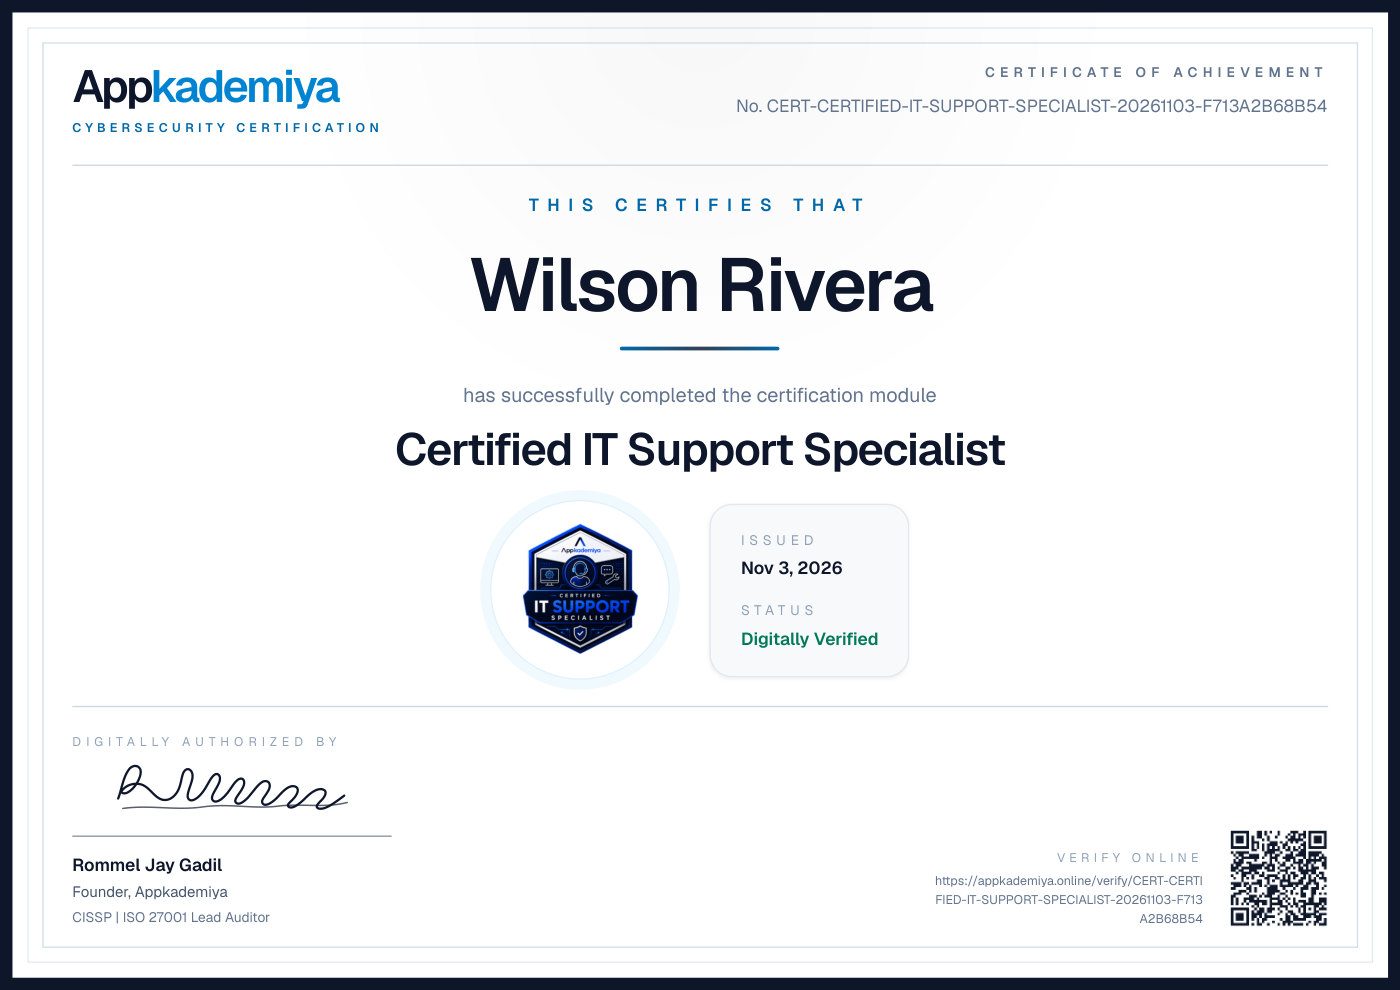 Appkademiya
CYBERSECURITY CERTIFICATION
CERTIFICATE OF ACHIEVEMENT
No. CERT-CERTIFIED-IT-SUPPORT-SPECIALIST-20261103-F713A2B68B54
THIS CERTIFIES THAT
Wilson Rivera
has successfully completed the certification module
Certified IT Support Specialist
Appkademiya
CERTIFIED
IT SUPPORT
SPECIALIST
ISSUED
Nov 3, 2026
STATUS
Digitally Verified
DIGITALLY AUTHORIZED BY
Rommel Jay Gadil
Founder, Appkademiya
CISSP | ISO 27001 Lead Auditor
VERIFY ONLINE
https://appkademiya.online/verify/CERT-CERTI
FIED-IT-SUPPORT-SPECIALIST-20261103-F713
A2B68B54